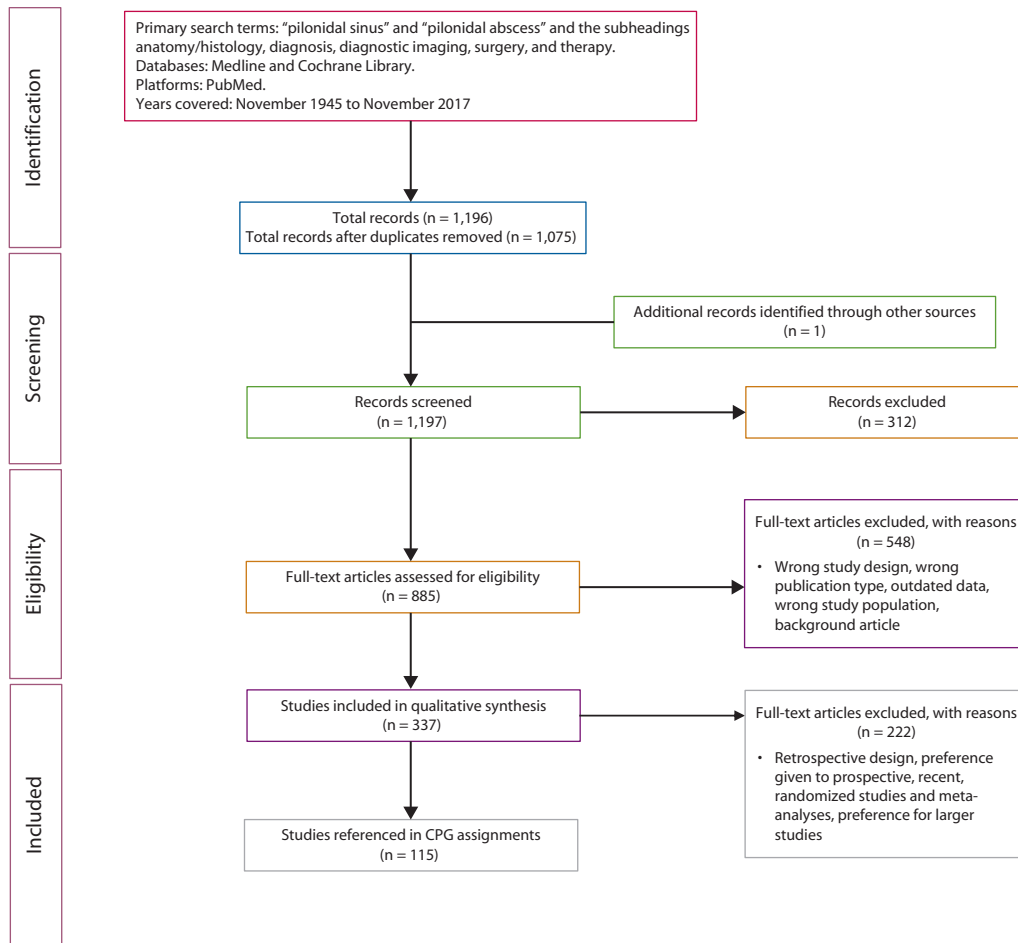 Identification
Primary search terms: “pilonidal sinus” and “pilonidal abscess” and the subheadings
anatomy/histology, diagnosis, diagnostic imaging, surgery, and therapy.
Databases: Medline and Cochrane Library.
Platforms: PubMed.
Years covered: November 1945 to November 2017
Total records (n = 1,196)
Total records after duplicates removed (n = 1,075)
Screening
Additional records identified through other sources
(n = 1)
Records screened
(n = 1,197)
Records excluded
(n = 312)
Eligibility
Full-text articles assessed for eligibility
(n = 885)
Full-text articles excluded, with reasons
(n = 548)
• Wrong study design, wrong
publication type, outdated data,
wrong study population,
background article
Included
Studies included in qualitative synthesis
(n = 337)
Full-text articles excluded, with reasons
(n = 222)
• Retrospective design, preference
given to prospective, recent,
randomized studies and meta-
analyses, preference for larger
studies
Studies referenced in CPG assignments
(n = 115)